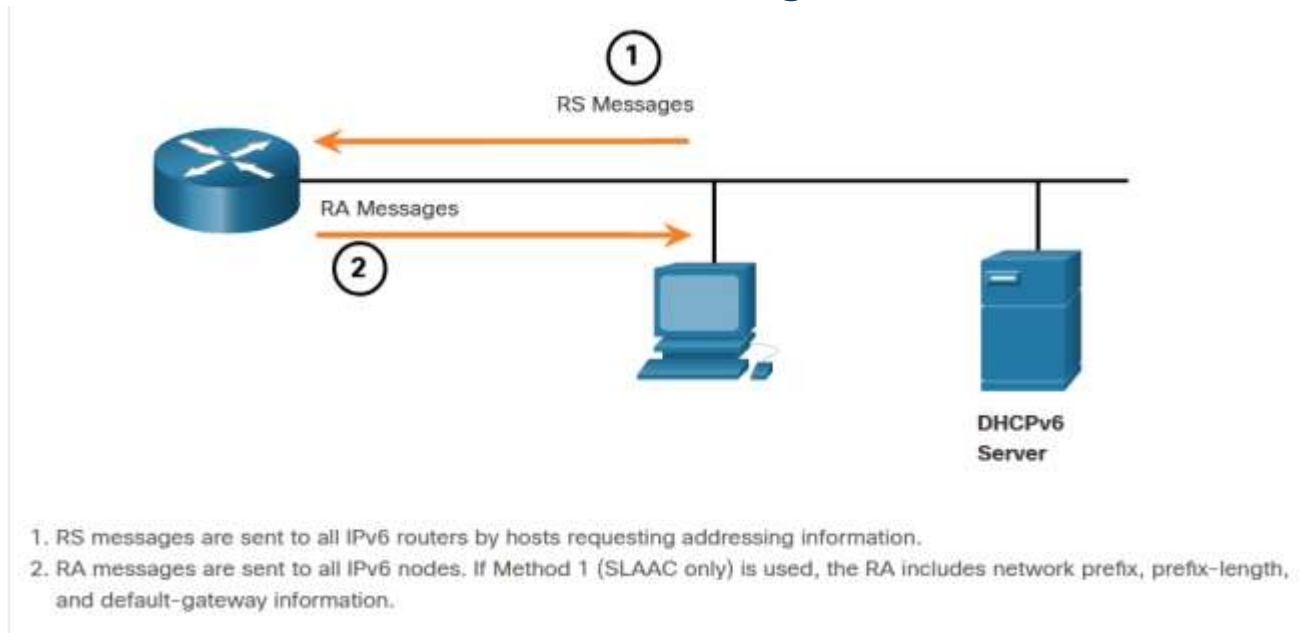 1
RS Messages
RA Messages
2
DHCPv6
Server
1. RS messages are sent to all IPv6 routers by hosts requesting addressing information.
2. RA messages are sent to all IPv6 nodes. If Method 1 (SLAAC only) is used, the RA includes network prefix, prefix-length,
and default-gateway information.